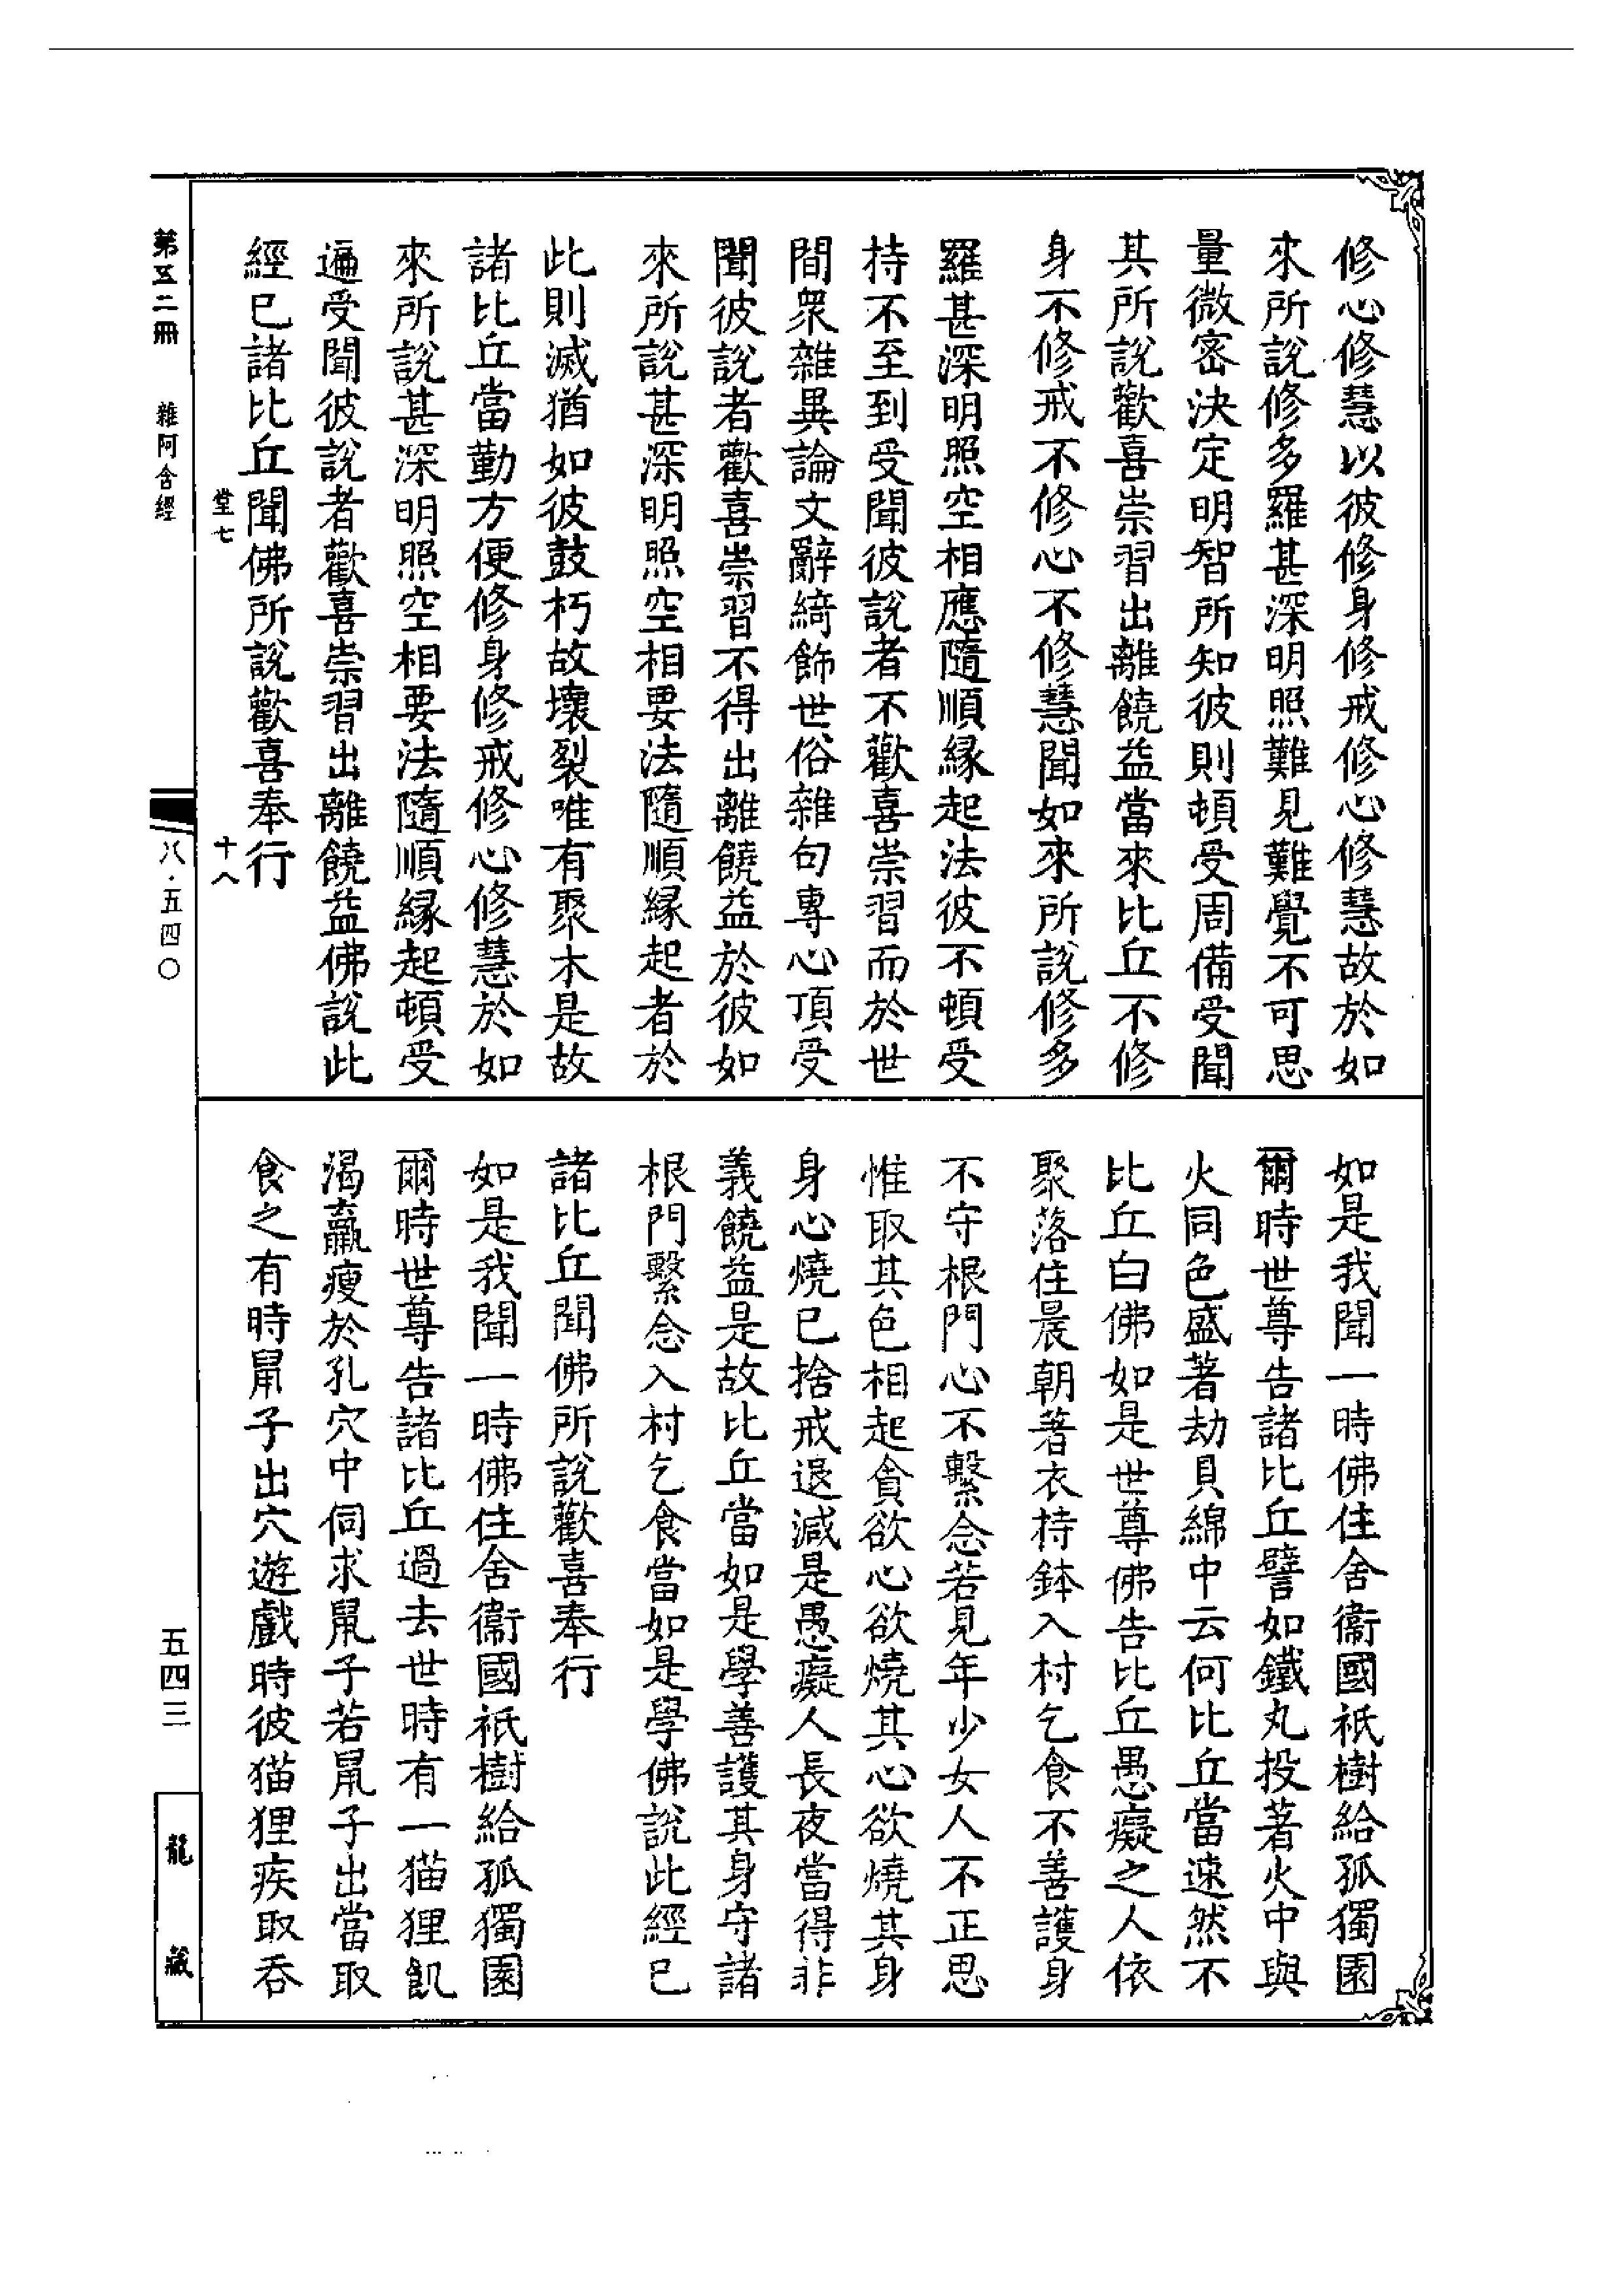 修心修慧以彼修身修戒修心修慧故於如
來所說修多羅甚深明照難見難覺不可思
量微密決定明智所知彼則頓受周備受聞
其所說歡喜崇習出離饒益當來比丘不修
身不修戒不修心不修慧聞如來所說修多
羅甚深明照空相應隨順緣起法彼不頓受
持不至到受聞彼說者不歡喜崇習而於世
間眾雜異論文辭綺飾世俗雜句專心頂受
聞彼說者歡喜崇習不得出離饒益於彼如
來所說甚深明照空相要法隨順緣起者於
此則滅猶如彼鼓朽故壞裂唯有聚木是故
諸比丘當勤方便修身修戒修心修慧於如
來所說甚深明照空相要法隨順緣起頓受
遍受聞彼說者歡喜崇習出離饒益佛說此
經已諸比丘聞佛所說歡喜奉行
如是我聞一時佛住舍衞國祇樹給孤獨園
爾時世尊告諸比丘譬如鐵丸投著火中與
火同色盛著劫貝綿中云何比丘當速然不
比丘白佛如是世尊佛告比丘愚癡之人依
聚落住晨朝著衣持鉢入村乞食不善護身
不守根門心不繫念若見年少女人不正思
惟取其色相起貪欲心欲燒其心欲燒其身
身心燒已捨戒退減是愚癡人長夜當得非
義饒益是故比丘當如是學善護其身守諸
根門繫念入村乞食當如是學佛說此經已
諸比丘聞佛所說歡喜奉行
如是我聞一時佛住舍衞國祇樹給孤獨園
爾時世尊告諸比丘過去世時有一猫狸飢
渴羸瘦於孔穴中伺求鼠子若鼠子出當取
食之有時鼠子出穴遊戲時彼猫狸疾取吞
堂七
十八
第五二冊
雜阿含經
八·五四〇
五四三
龍藏